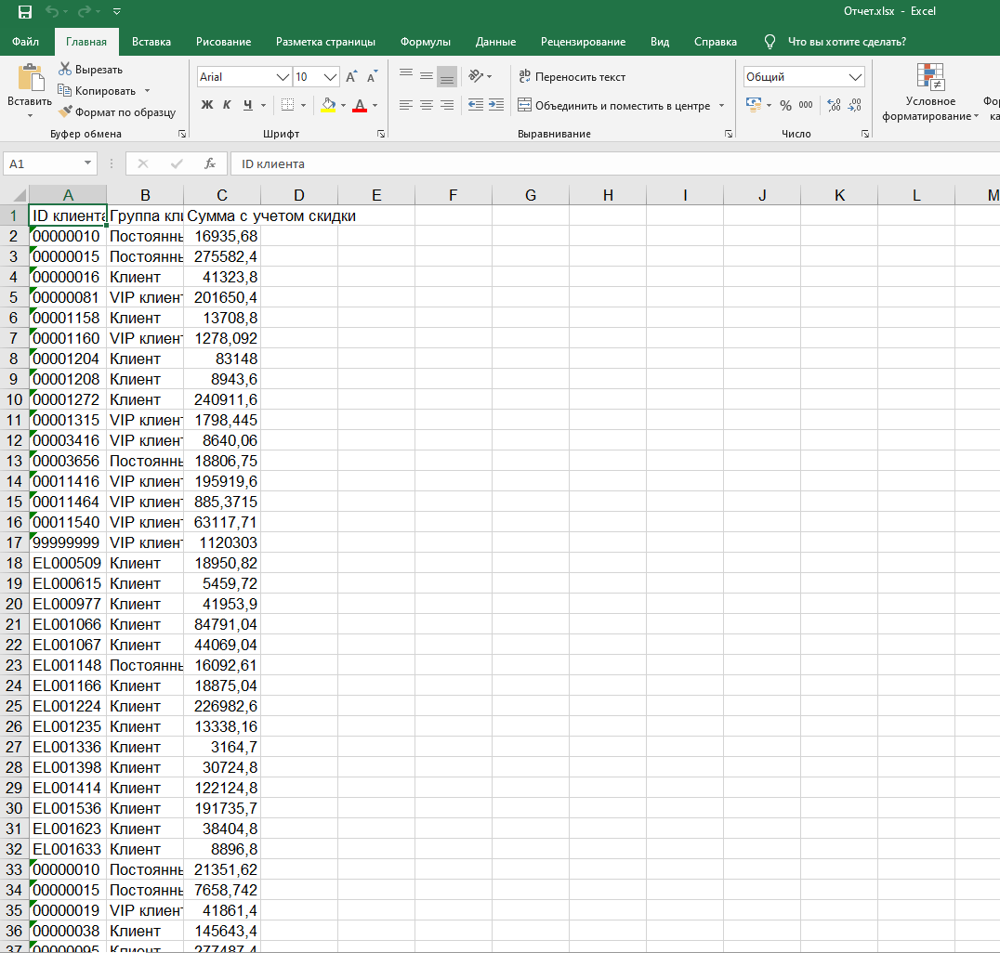 Отчет.xlsx - Excel
Файл Главная Вставка Рисование Разметка страницы Формулы Данные Рецензирование Вид Справка Что вы хотите сделать?
Вставить
Вырезать
Копировать
Формат по образцу
Буфер обмена
Arial 10
Ж К Ч
Шрифт
Переносить текст
Объединить и поместить в центре
Выравнивание
Общий
% 000
Число
Условное
форматирование
A1 fx ID клиента
A B C D E F G H I J K L M
1 ID клиента Группа кли Сумма с учетом скидки
2 00000010 Постоянны 16935,68
3 00000015 Постоянны 275582,4
4 00000016 Клиент 41323,8
5 00000081 VIP клиент 201650,4
6 00001158 Клиент 13708,8
7 00001160 VIP клиент 1278,092
8 00001204 Клиент 83148
9 00001208 Клиент 8943,6
10 00001272 Клиент 240911,6
11 00001315 VIP клиент 1798,445
12 00003416 VIP клиент 8640,06
13 00003656 Постоянны 18806,75
14 00011416 VIP клиент 195919,6
15 00011464 VIP клиент 885,3715
16 00011540 VIP клиент 63117,71
17 99999999 VIP клиент 1120303
18 EL000509 Клиент 18950,82
19 EL000615 Клиент 5459,72
20 EL000977 Клиент 41953,9
21 EL001066 Клиент 84791,04
22 EL001067 Клиент 44069,04
23 EL001148 Постоянны 16092,61
24 EL001166 Клиент 18875,04
25 EL001224 Клиент 226982,6
26 EL001235 Клиент 13338,16
27 EL001336 Клиент 3164,7
28 EL001398 Клиент 30724,8
29 EL001414 Клиент 122124,8
30 EL001536 Клиент 191735,7
31 EL001623 Клиент 38404,8
32 EL001633 Клиент 8896,8
33 00000010 Постоянны 21351,62
34 00000015 Постоянны 7658,742
35 00000019 VIP клиент 41861,4
36 00000038 Клиент 145643,4
37 00000095 Клиент 277487,4